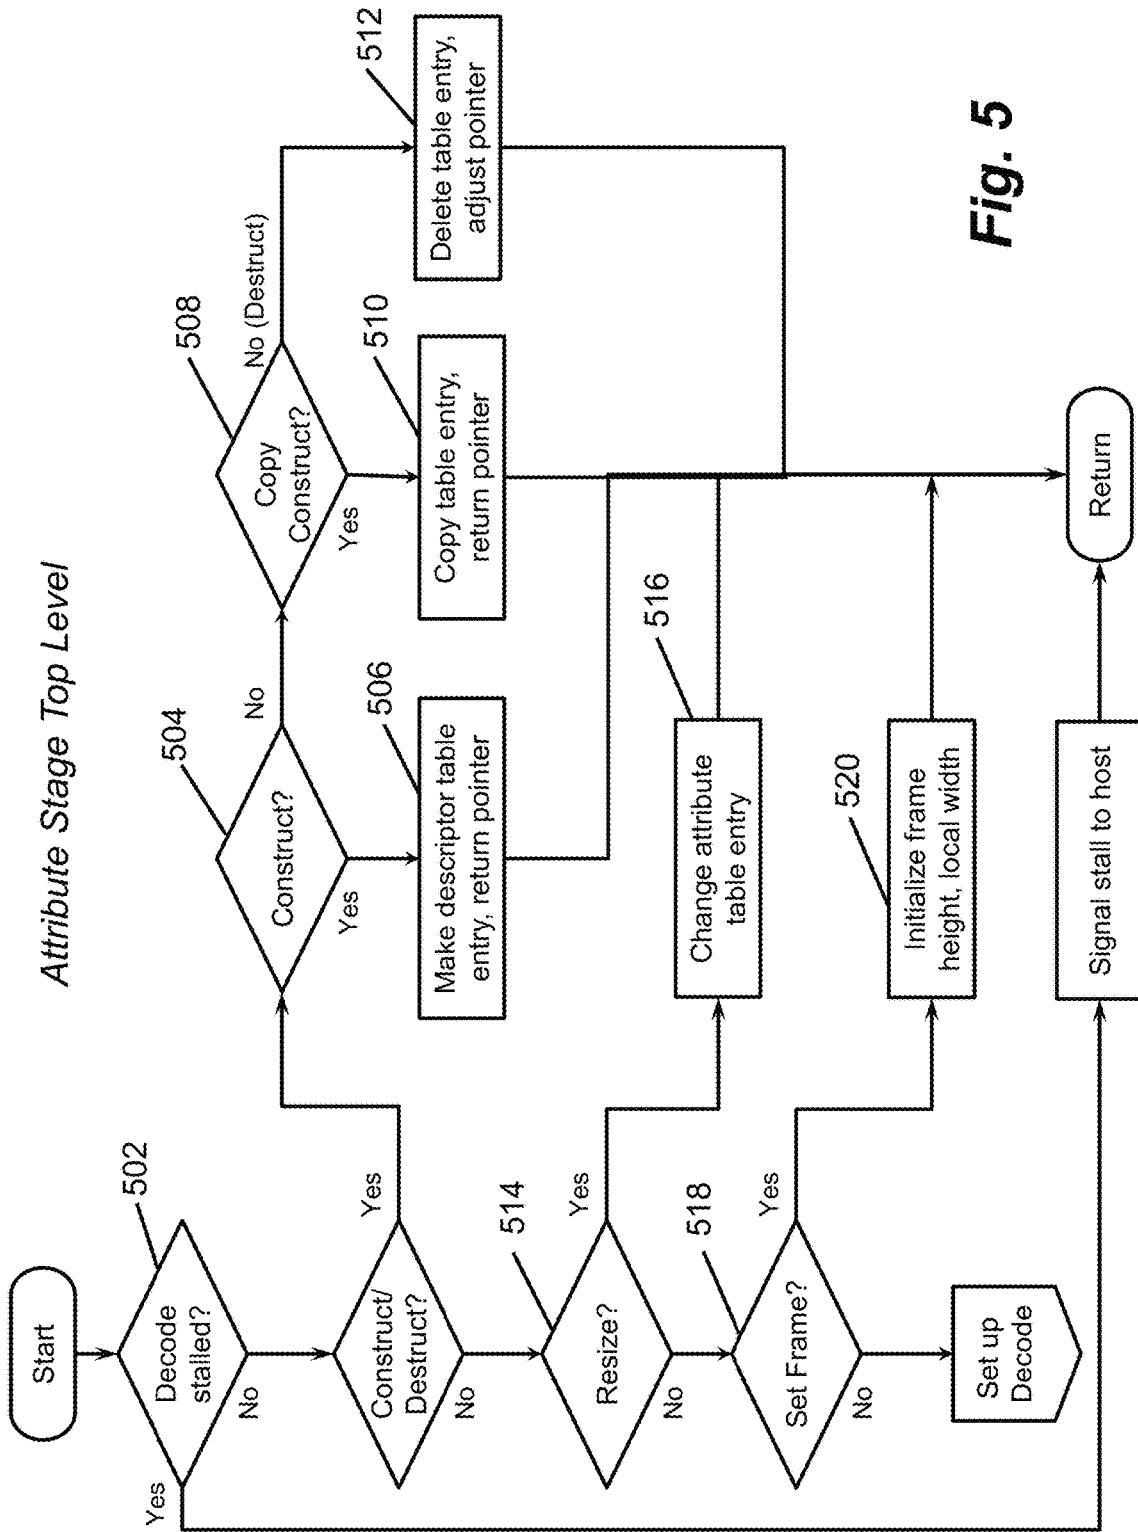 Attribute Stage Top Level
Start
502
Decode
stalled?
Yes
No
Construct/
Destruct?
Yes
No
504
Construct?
Yes
No
506
Make descriptor table
entry, return pointer
508
Copy
Construct?
Yes
No (Destruct)
510
Copy table entry,
return pointer
512
Delete table entry,
adjust pointer
514
Resize?
Yes
No
516
Change attribute
table entry
518
Set Frame?
Yes
No
520
Initialize frame
height, local width
Set up
Decode
Signal stall to host
Return
Fig. 5